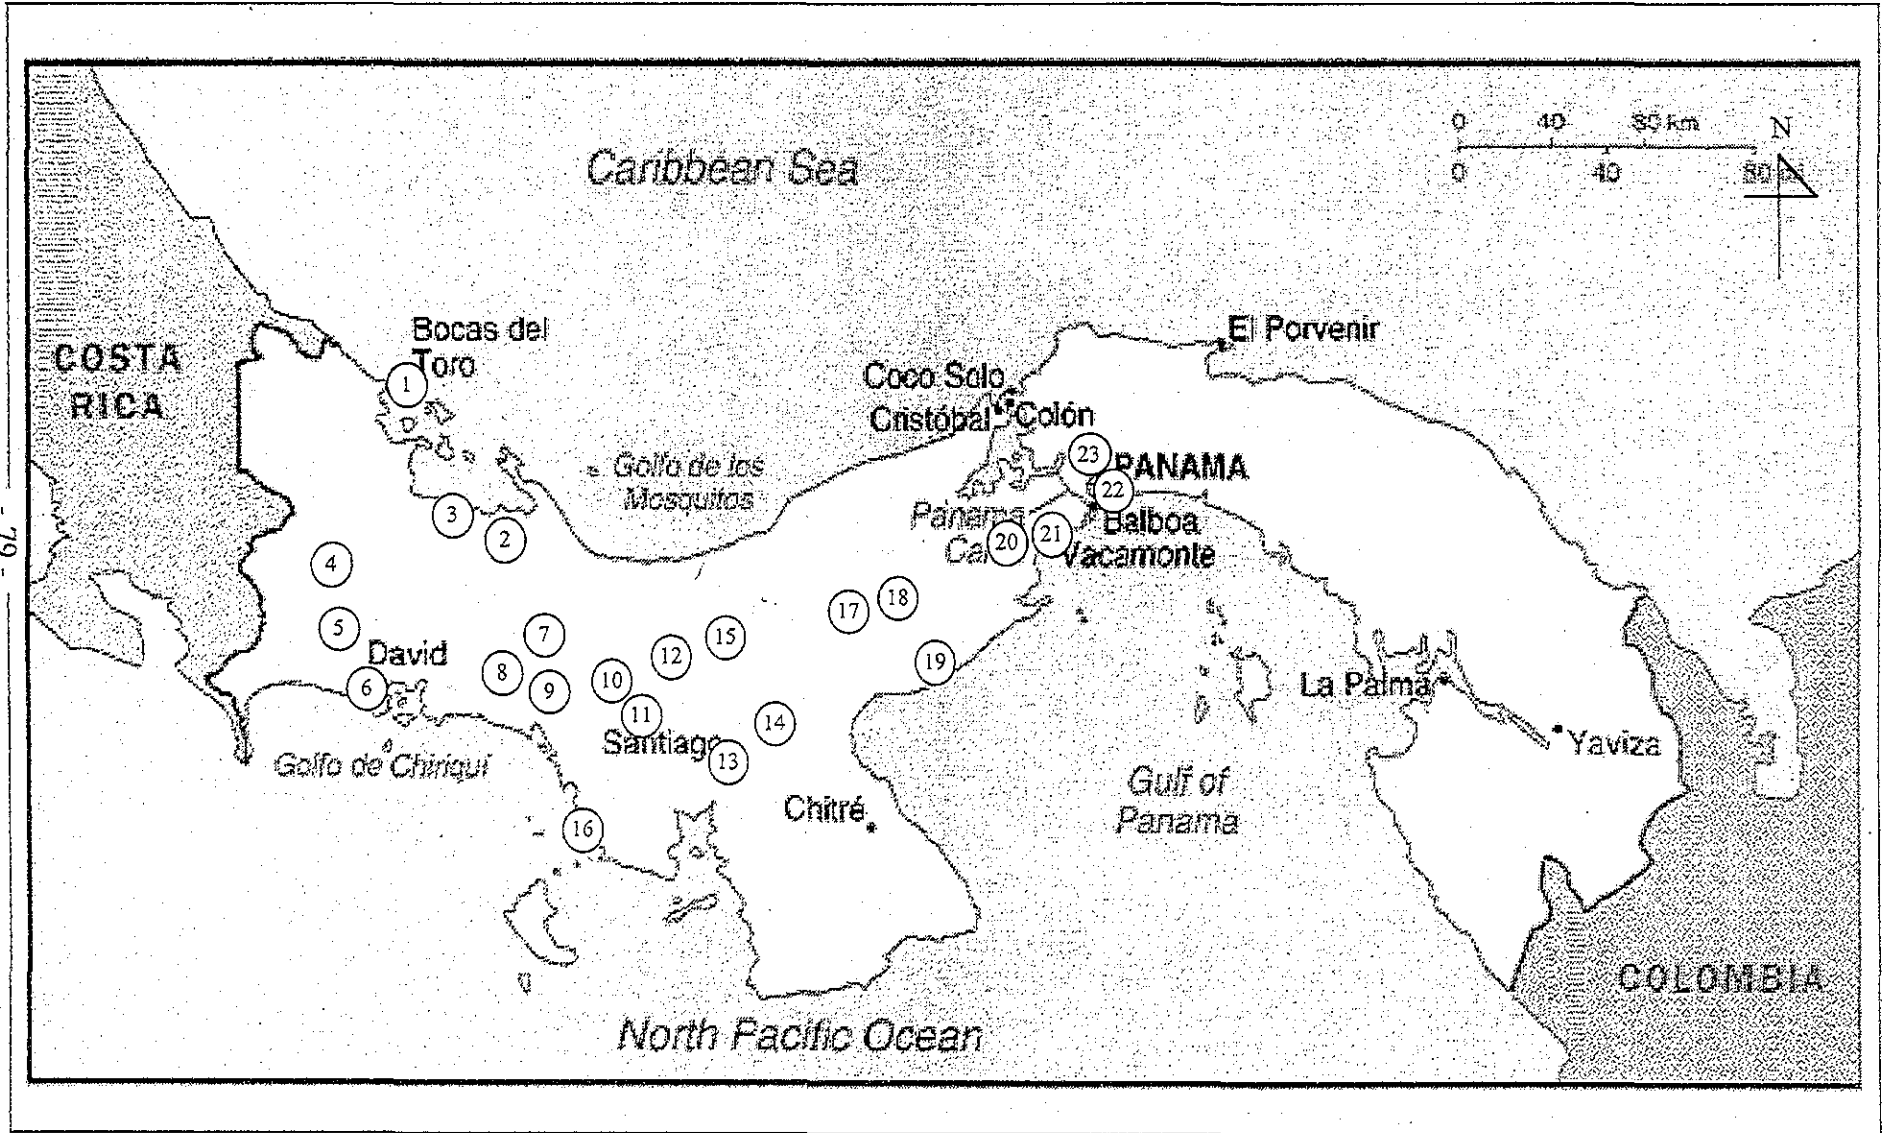 0 40 80 km
N
0 40 80
Caribbean Sea
Bocas del
Toro
1
COSTA
RICA
El Porvenir
Coco Solo
Cristóbal
Colón
Golfo de los
Mosquitos
23
PANAMA
22
Panama
Balboa
20
21
Vacamonte
3
2
4
5
David
6
7
8
9
10
11
12
15
17
18
19
14
Santiago
13
Golfo de Chiriquí
16
Chitré
Gulf of
Panama
La Palma
Yaviza
COLOMBIA
North Pacific Ocean
- 79 -